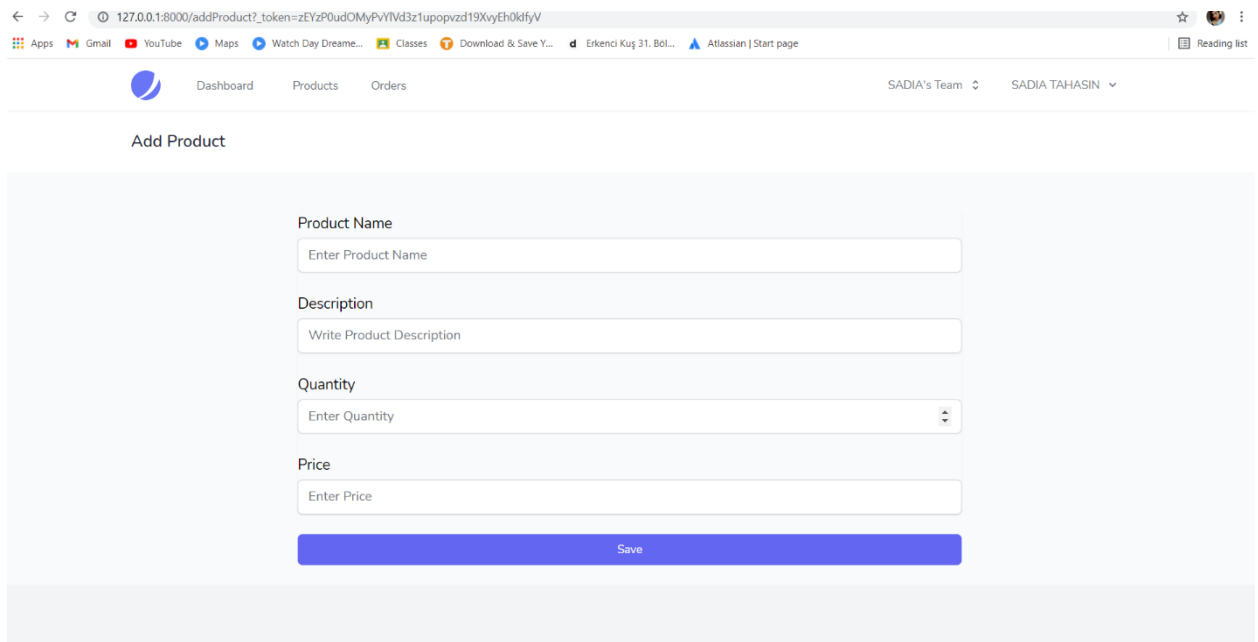 127.0.0.1:8000/addProduct?_token=zEYzP0udOMyPvYlVd3z1upopvzd19XvyEh0kIfyV
Apps Gmail YouTube Maps Watch Day Dreame... Classes Download & Save Y... Erkenci Kuş 31. Böl... Atlassian | Start page Reading list
Dashboard Products Orders SADIA's Team SADIA TAHASIN
Add Product
Product Name
Enter Product Name
Description
Write Product Description
Quantity
Enter Quantity
Price
Enter Price
Save